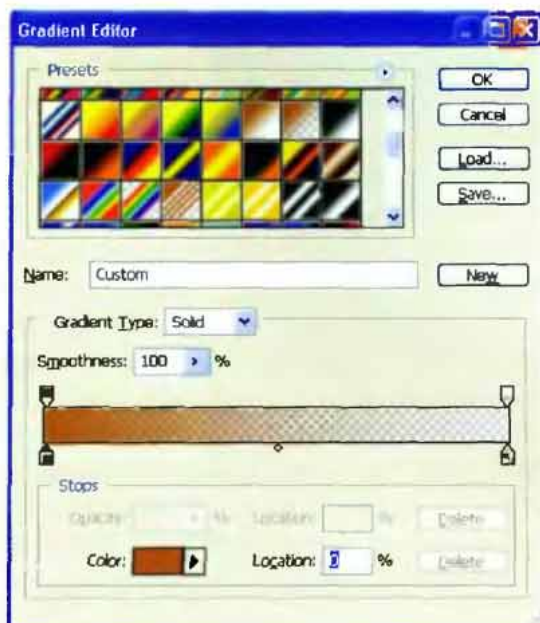 Gradient Editor
Presets
OK
Cancel
Load...
Save...
Name: Custom
New
Gradient Type: Solid
Smoothness: 100 %
Stops
Opacity: % Location: % Delete
Color: Location: 0 % Delete